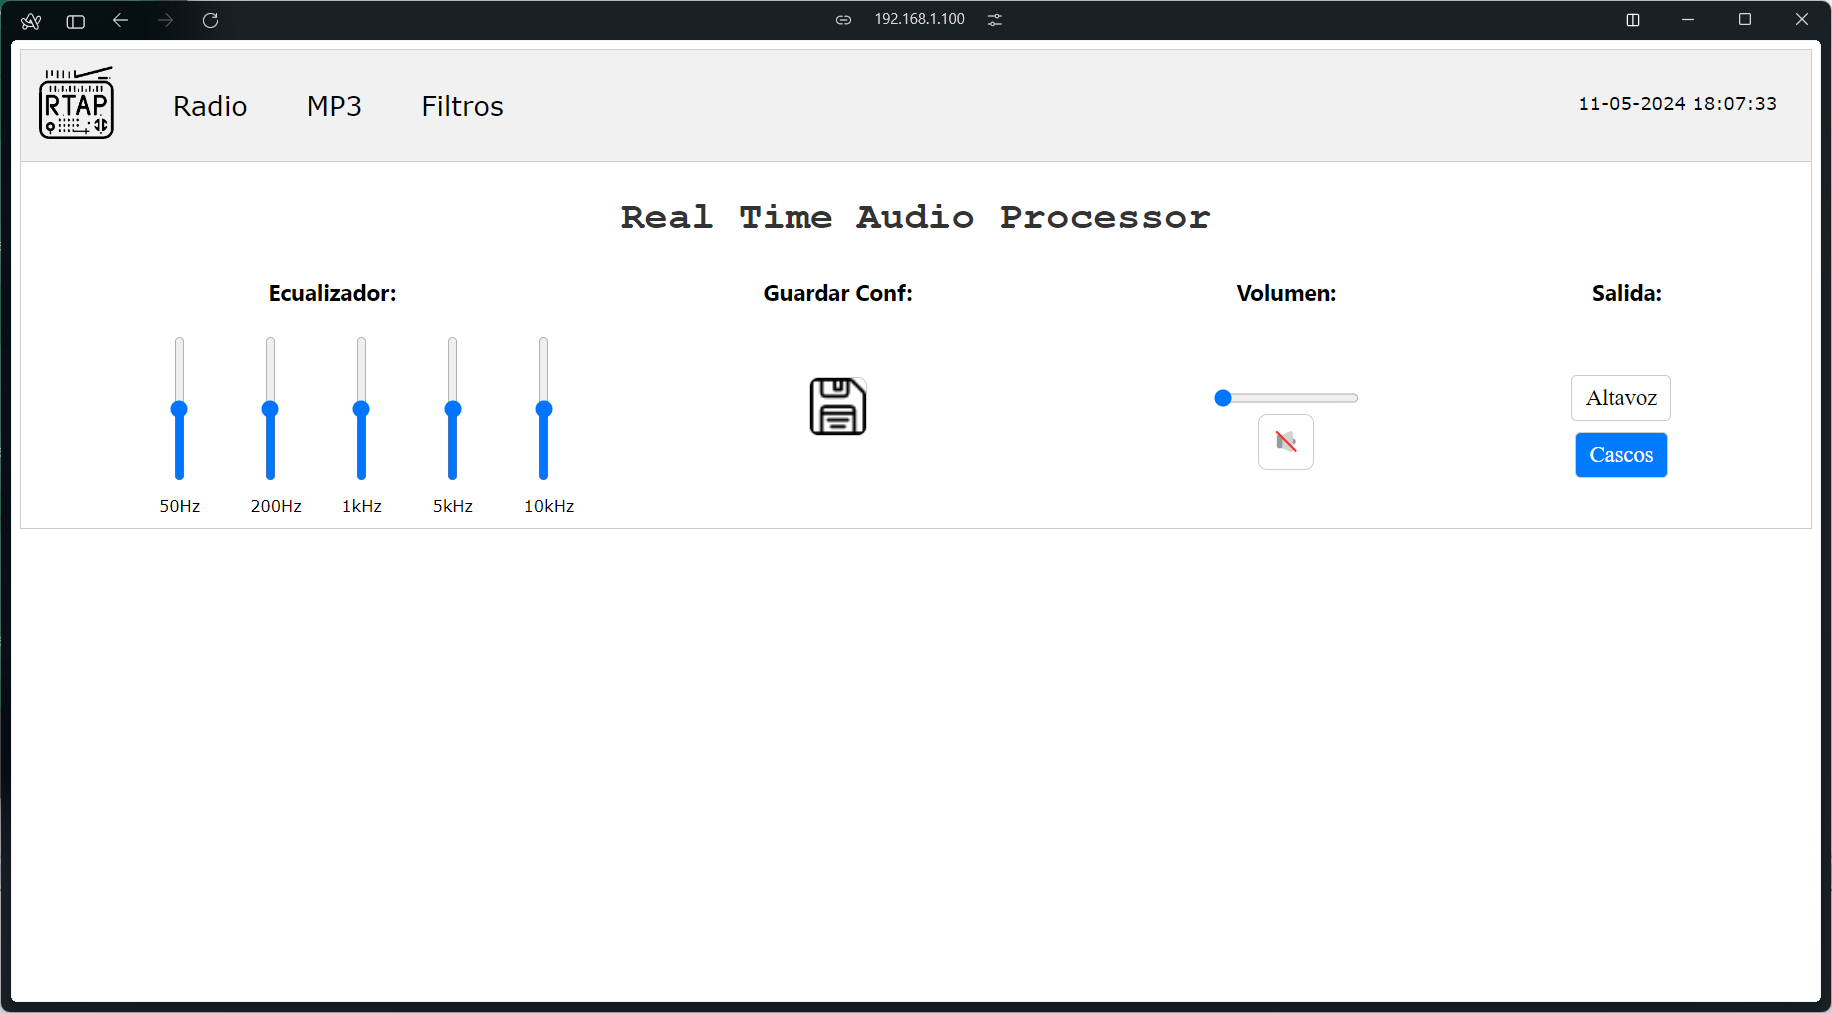 192.168.1.100
RTAP
Radio MP3 Filtros
11-05-2024 18:07:33
Real Time Audio Processor
Ecualizador: Guardar Conf: Volumen: Salida:
Altavoz
Cascos
50Hz 200Hz 1kHz 5kHz 10kHz